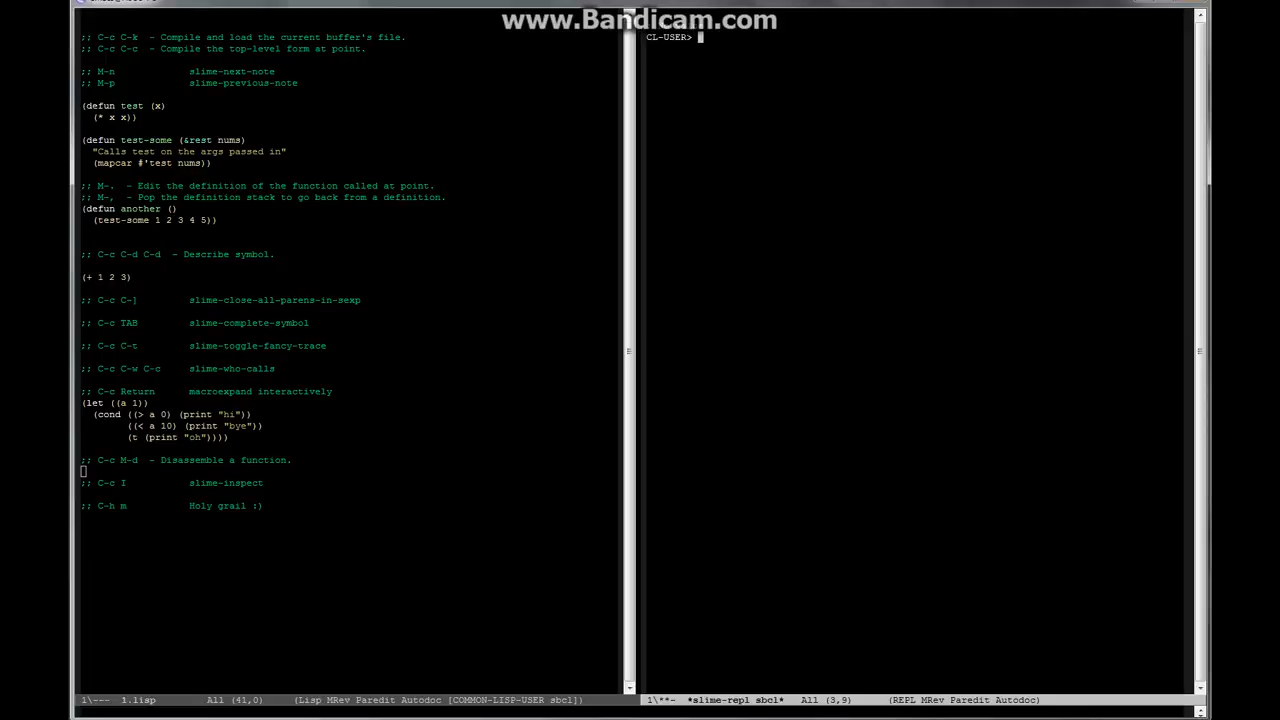 www.Bandicam.com
;; C-c C-k  - Compile and load the current buffer's file.
;; C-c C-c  - Compile the top-level form at point.
;; M-n           slime-next-note
;; M-p           slime-previous-note
(defun test (x)
  (* x x))
(defun test-some (&rest nums)
  "Calls test on the args passed in"
  (mapcar #'test nums))
;; M-.  - Edit the definition of the function called at point.
;; M-,  - Pop the definition stack to go back from a definition.
(defun another ()
  (test-some 1 2 3 4 5))
;; C-c C-d C-d  - Describe symbol.
(+ 1 2 3)
;; C-c C-]         slime-close-all-parens-in-sexp
;; C-c TAB         slime-complete-symbol
;; C-c C-t         slime-toggle-fancy-trace
;; C-c C-w C-c     slime-who-calls
;; C-c Return      macroexpand interactively
(let ((a 1))
  (cond ((> a 0) (print "hi"))
        ((< a 10) (print "bye"))
        (t (print "oh"))))
;; C-c M-d  - Disassemble a function.
;; C-c I           slime-inspect
;; C-h m           Holy grail :)
1\---  1.lisp         All (41,0)     (Lisp MRev Paredit Autodoc [COMMON-LISP-USER sbcl])
CL-USER>
1\**-  *slime-repl sbcl*   All (3,9)      (REPL MRev Paredit Autodoc)